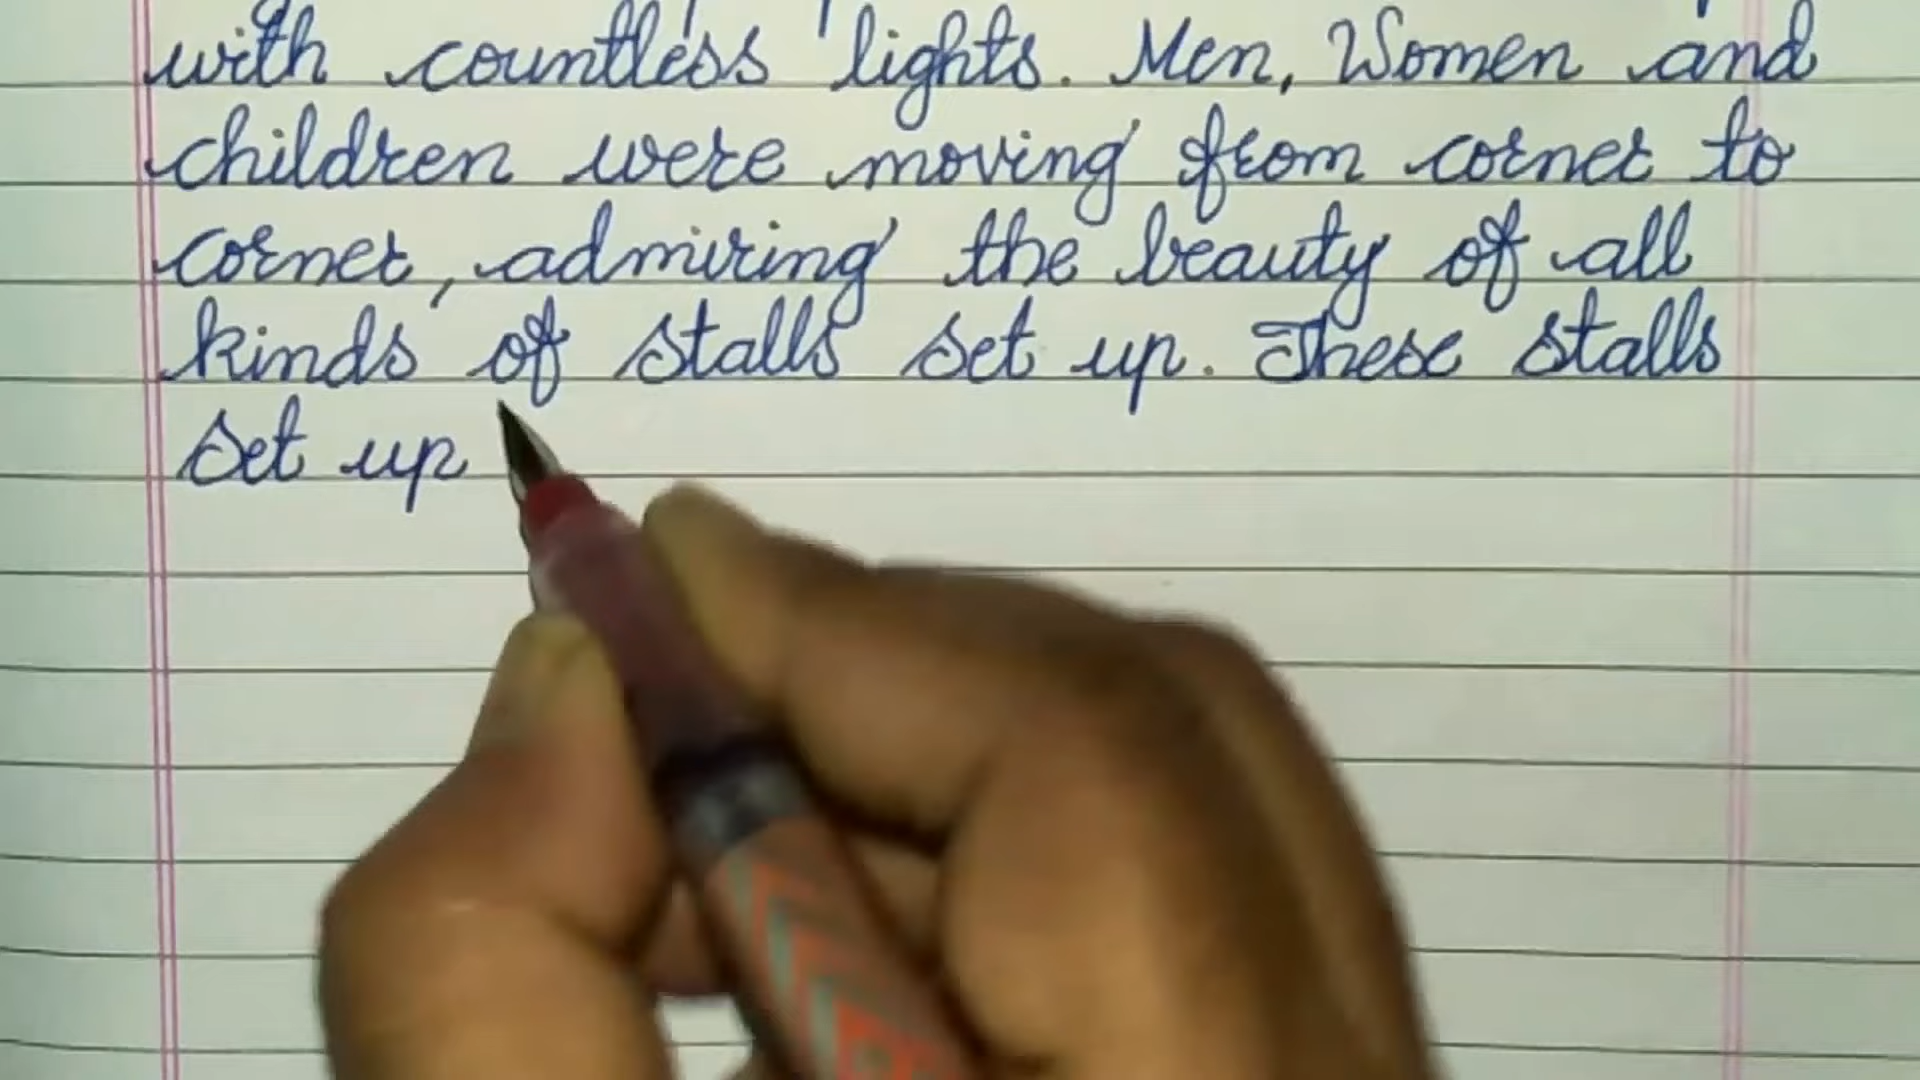 with countless lights. Men, Women and
children were moving from corner to
corner, admiring the beauty of all
kinds of stalls set up. These stalls
set up